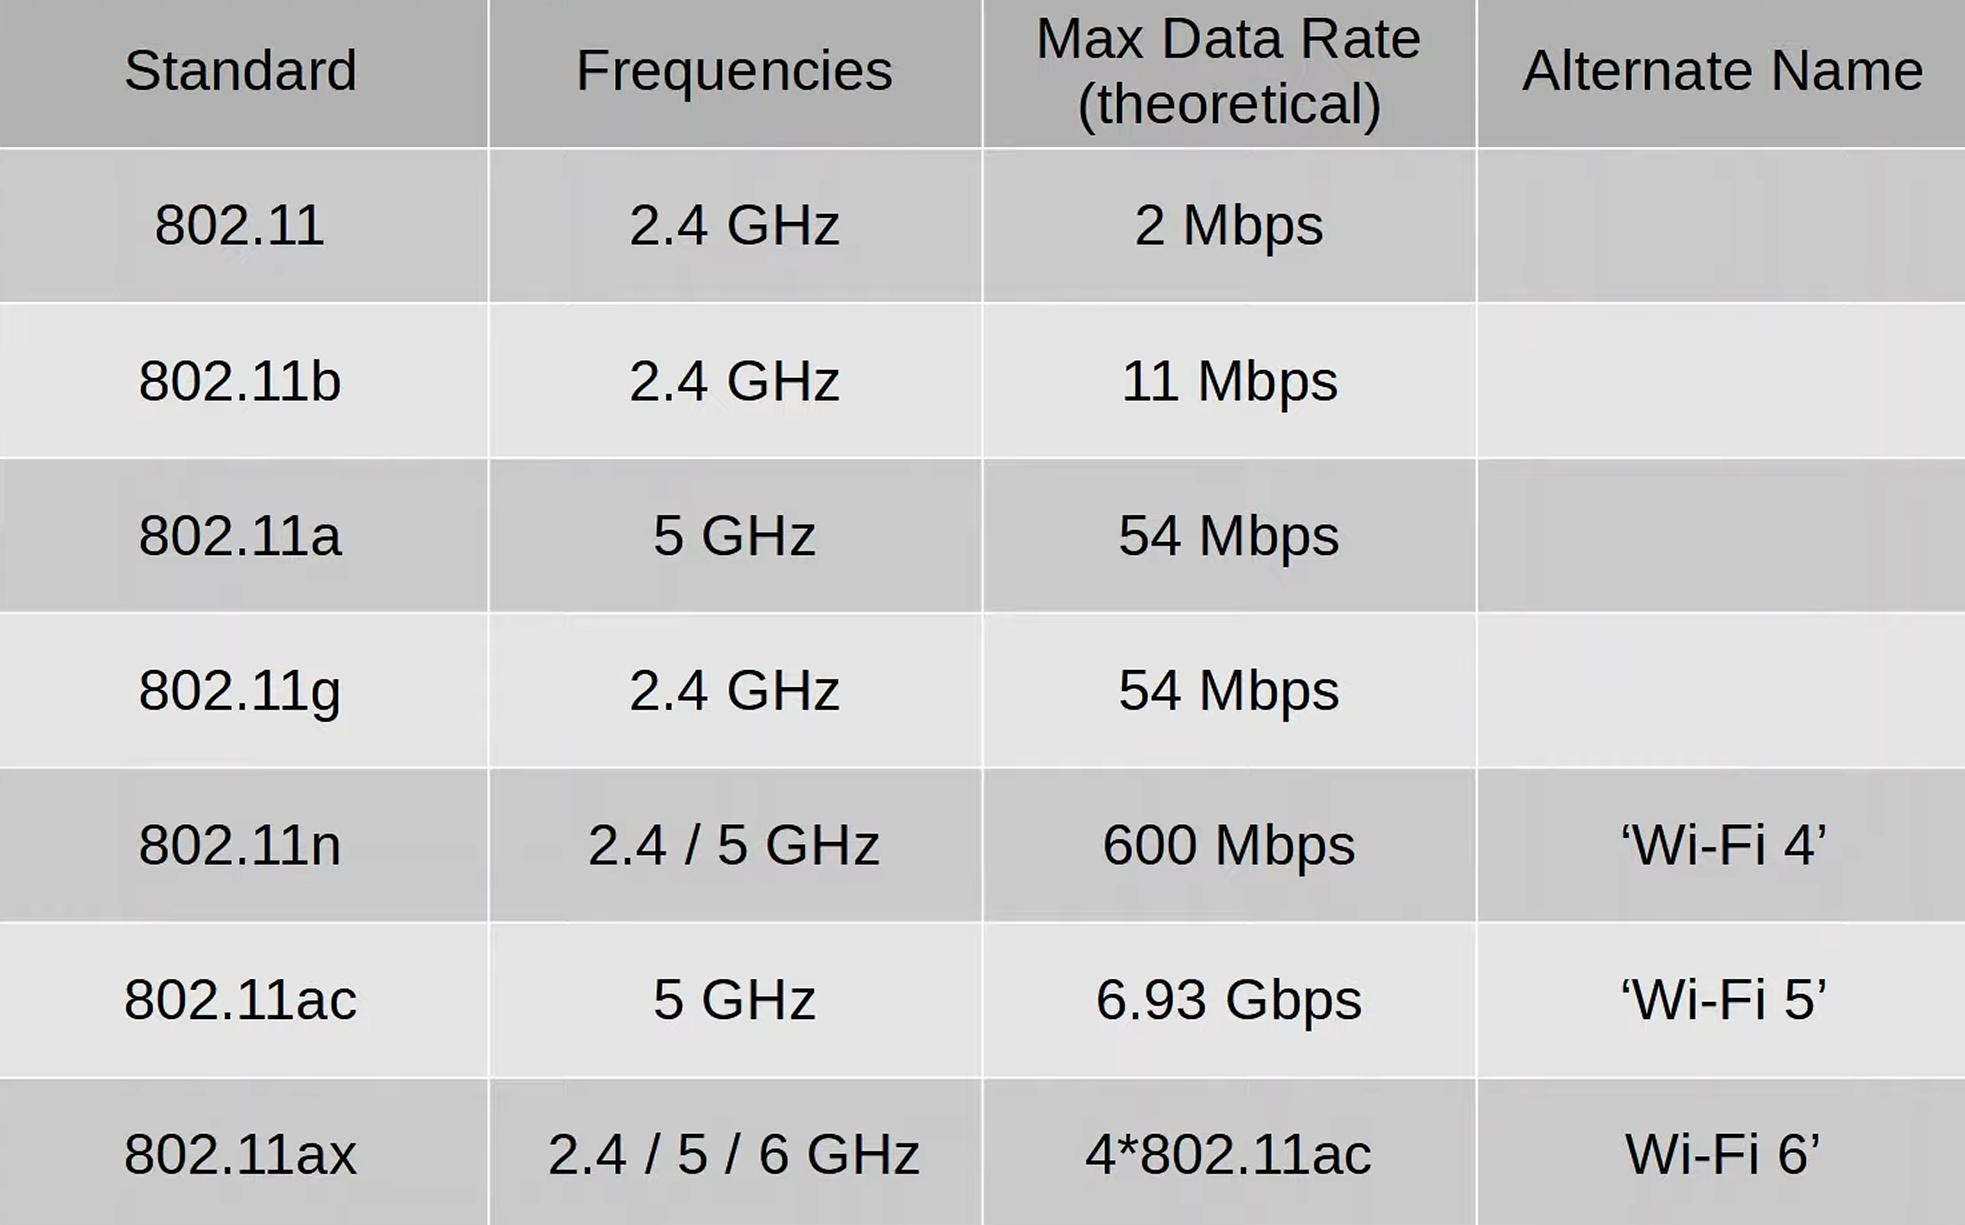 Standard Frequencies Max Data Rate (theoretical) Alternate Name
802.11 2.4 GHz 2 Mbps
802.11b 2.4 GHz 11 Mbps
802.11a 5 GHz 54 Mbps
802.11g 2.4 GHz 54 Mbps
802.11n 2.4 / 5 GHz 600 Mbps ‘Wi-Fi 4’
802.11ac 5 GHz 6.93 Gbps ‘Wi-Fi 5’
802.11ax 2.4 / 5 / 6 GHz 4*802.11ac Wi-Fi 6’